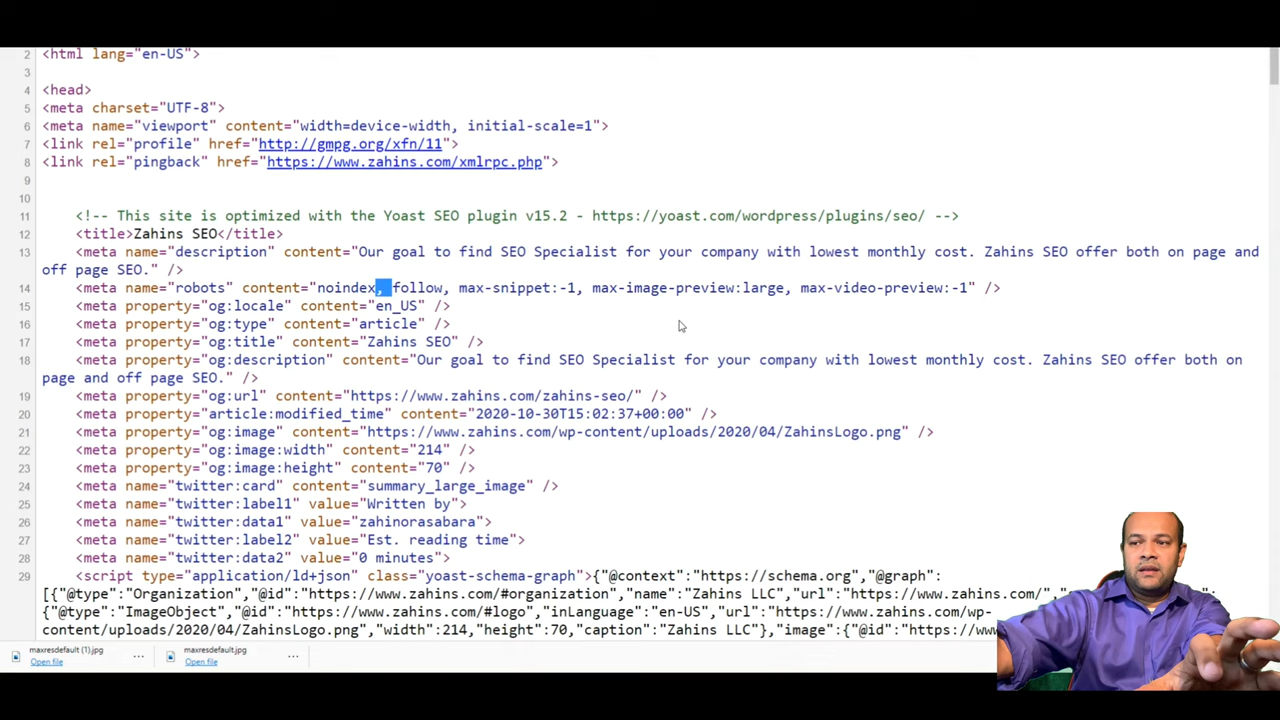 2 <html lang="en-US">
3
4 <head>
5 <meta charset="UTF-8">
6 <meta name="viewport" content="width=device-width, initial-scale=1">
7 <link rel="profile" href="http://gmpg.org/xfn/11">
8 <link rel="pingback" href="https://www.zahins.com/xmlrpc.php">
9
10
11 <!-- This site is optimized with the Yoast SEO plugin v15.2 - https://yoast.com/wordpress/plugins/seo/ -->
12 <title>Zahins SEO</title>
13 <meta name="description" content="Our goal to find SEO Specialist for your company with lowest monthly cost. Zahins SEO offer both on page and
off page SEO." />
14 <meta name="robots" content="noindex, follow, max-snippet:-1, max-image-preview:large, max-video-preview:-1" />
15 <meta property="og:locale" content="en_US" />
16 <meta property="og:type" content="article" />
17 <meta property="og:title" content="Zahins SEO" />
18 <meta property="og:description" content="Our goal to find SEO Specialist for your company with lowest monthly cost. Zahins SEO offer both on
page and off page SEO." />
19 <meta property="og:url" content="https://www.zahins.com/zahins-seo/" />
20 <meta property="article:modified_time" content="2020-10-30T15:02:37+00:00" />
21 <meta property="og:image" content="https://www.zahins.com/wp-content/uploads/2020/04/ZahinsLogo.png" />
22 <meta property="og:image:width" content="214" />
23 <meta property="og:image:height" content="70" />
24 <meta name="twitter:card" content="summary_large_image" />
25 <meta name="twitter:label1" value="Written by">
26 <meta name="twitter:data1" value="zahinorasabara">
27 <meta name="twitter:label2" value="Est. reading time">
28 <meta name="twitter:data2" value="0 minutes">
29 <script type="application/ld+json" class="yoast-schema-graph">{"@context":"https://schema.org","@graph":
[{"@type":"Organization","@id":"https://www.zahins.com/#organization","name":"Zahins LLC","url":"https://www.zahins.com/",
{"@type":"ImageObject","@id":"https://www.zahins.com/#logo","inLanguage":"en-US","url":"https://www.zahins.com/wp-
content/uploads/2020/04/ZahinsLogo.png","width":214,"height":70,"caption":"Zahins LLC"},"image":{"@id":"https://www
maxresdefault (1).jpg
Open file
maxresdefault.jpg
Open file